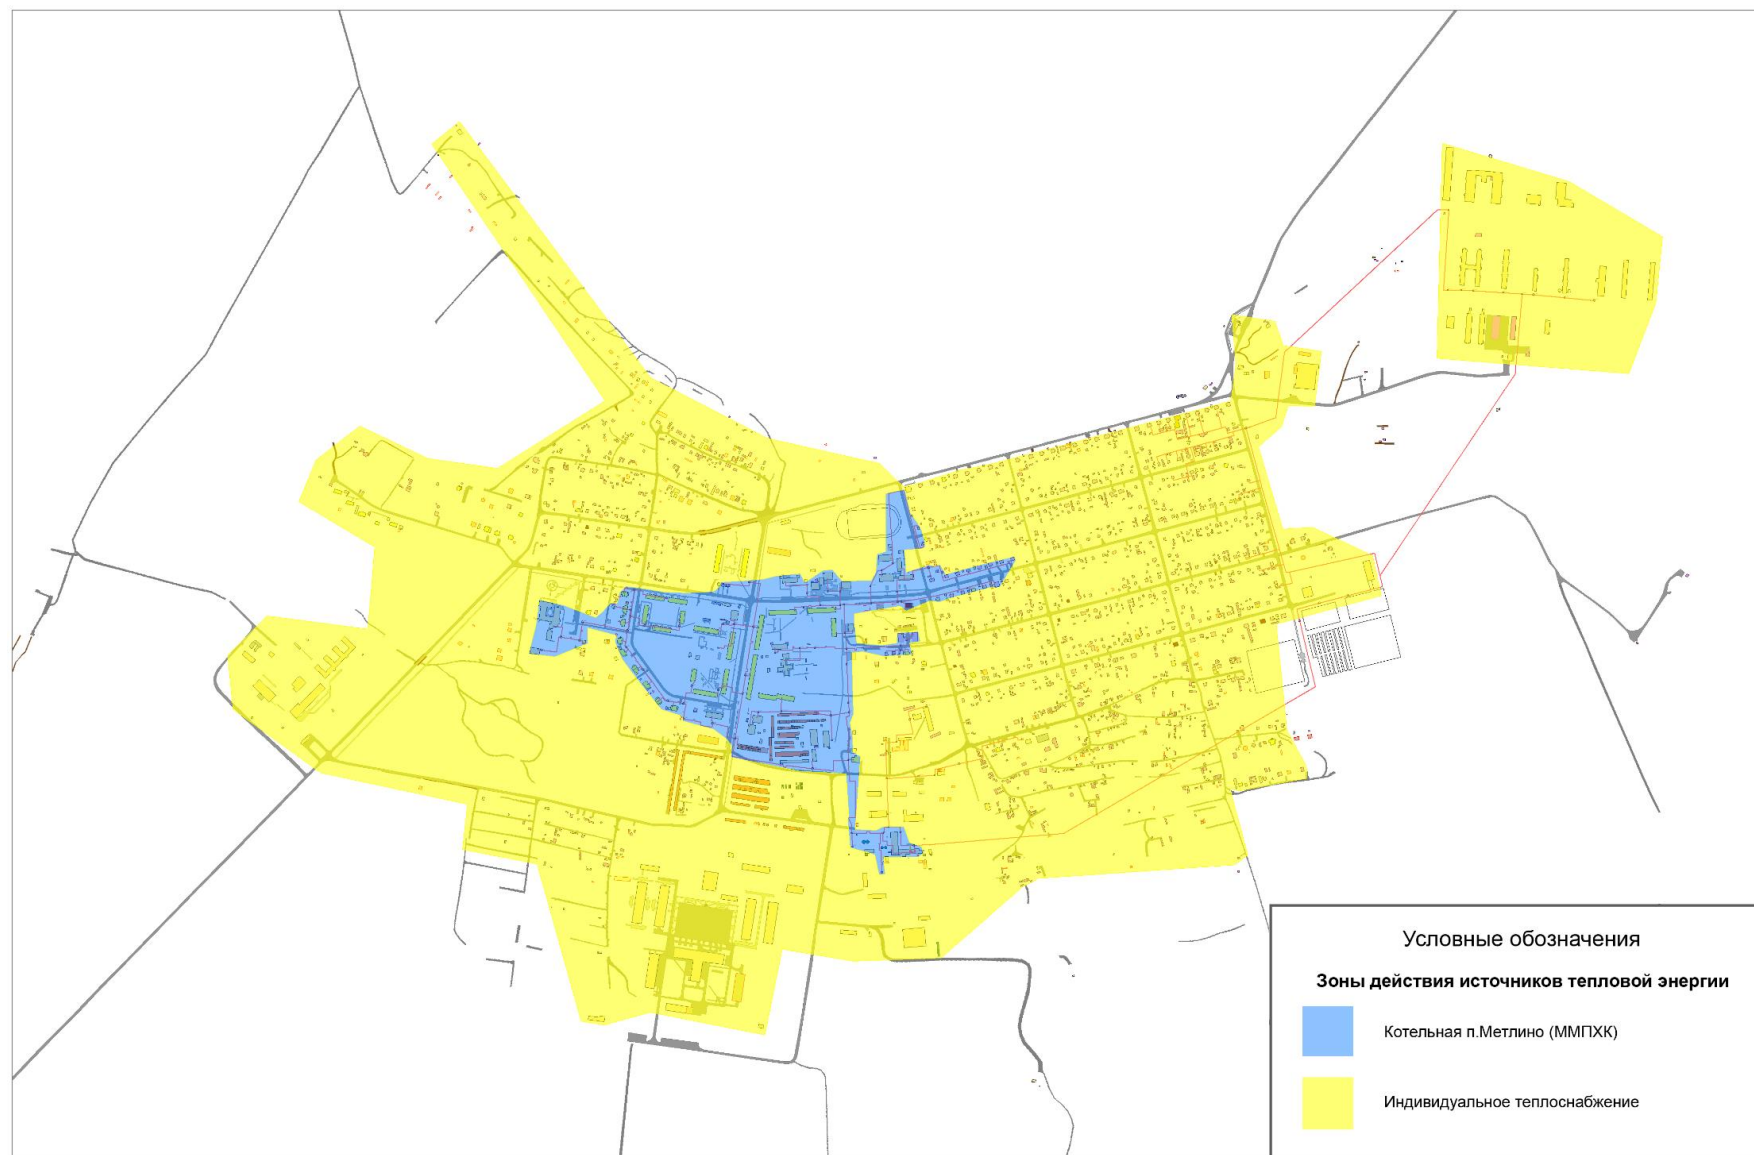 Условные обозначения
Зоны действия источников тепловой энергии
Котельная п.Метлино (ММПХК)
Индивидуальное теплоснабжение